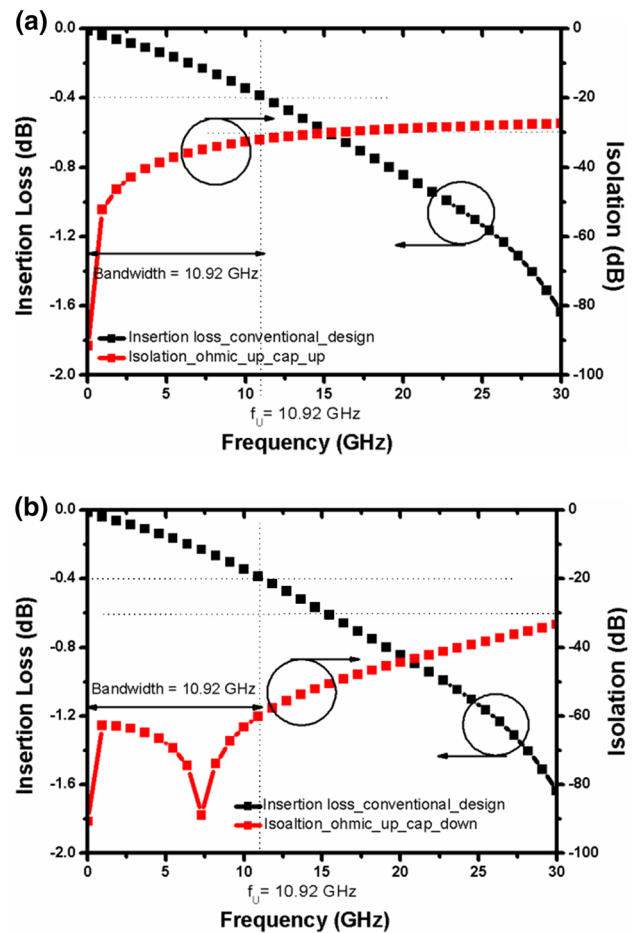 (a)
0.0
-0.4
-0.8
-1.2
-1.6
-2.0
Insertion Loss (dB)
0
-20
-40
-60
-80
-100
Isolation (dB)
Bandwidth = 10.92 GHz
Insertion loss_conventional_design
Isolation_ohmic_up_cap_up
0 5 10 15 20 25 30
fU= 10.92 GHz
Frequency (GHz)
(b)
0.0
-0.4
-0.8
-1.2
-1.6
-2.0
Insertion Loss (dB)
0
-20
-40
-60
-80
-100
Isolation (dB)
Bandwidth = 10.92 GHz
Insertion loss_conventional_design
Isoaltion_ohmic_up_cap_down
0 5 10 15 20 25 30
fU= 10.92 GHz
Frequency (GHz)